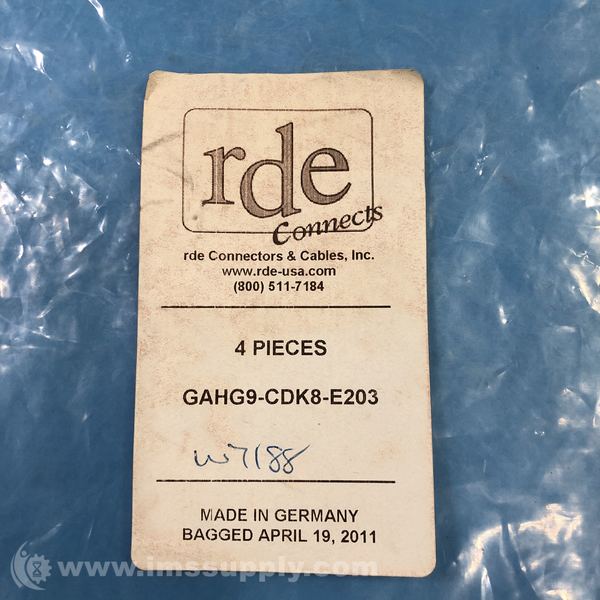 rde
Connects
rde Connectors & Cables, Inc.
www.rde-usa.com
(800) 511-7184
4 PIECES
GAHG9-CDK8-E203
W7188
MADE IN GERMANY
BAGGED APRIL 19, 2011
www.imssupply.com